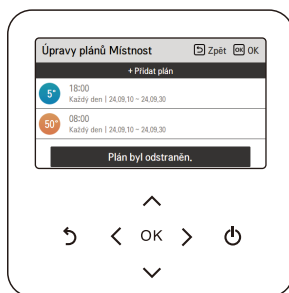 Úpravy plánů Místnost
Zpět OK OK
+ Přidat plán
5° 18:00
Každý den | 24,09,10 ~ 24,09,30
50° 08:00
Každý den | 24,09,10 ~ 24,09,30
Plán byl odstraněn.
OK